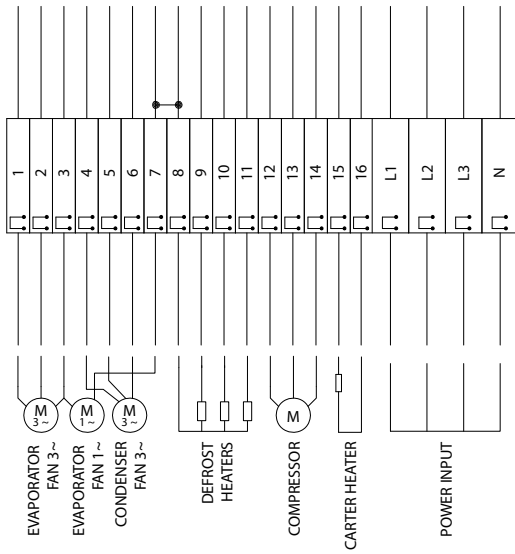 1 2 3 4 5 6 7 8 9 10 11 12 13 14 15 16 L1 L2 L3 N
M
3~
M
1~
M
3~
M
EVAPORATOR
FAN 3~
EVAPORATOR
FAN 1~
CONDENSER
FAN 3~
DEFROST
HEATERS
COMPRESSOR
CARTER HEATER
POWER INPUT